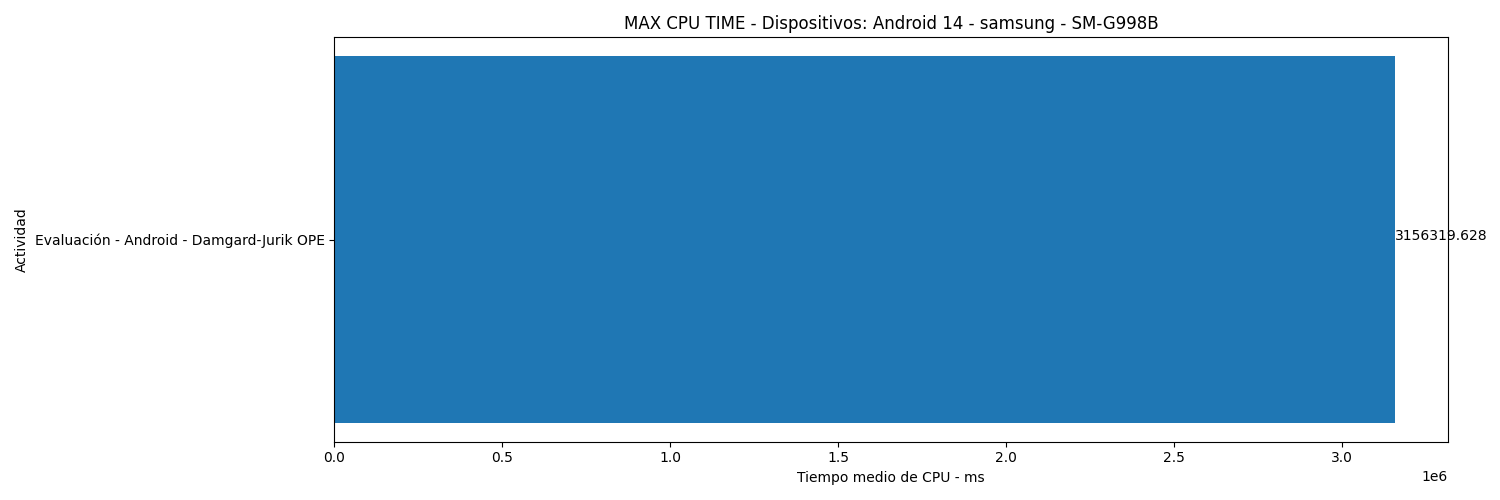 MAX CPU TIME - Dispositivos: Android 14 - samsung - SM-G998B
Actividad
Evaluación - Android - Damgard-Jurik OPE
3156319.628
0.0 0.5 1.0 1.5 2.0 2.5 3.0
1e6
Tiempo medio de CPU - ms